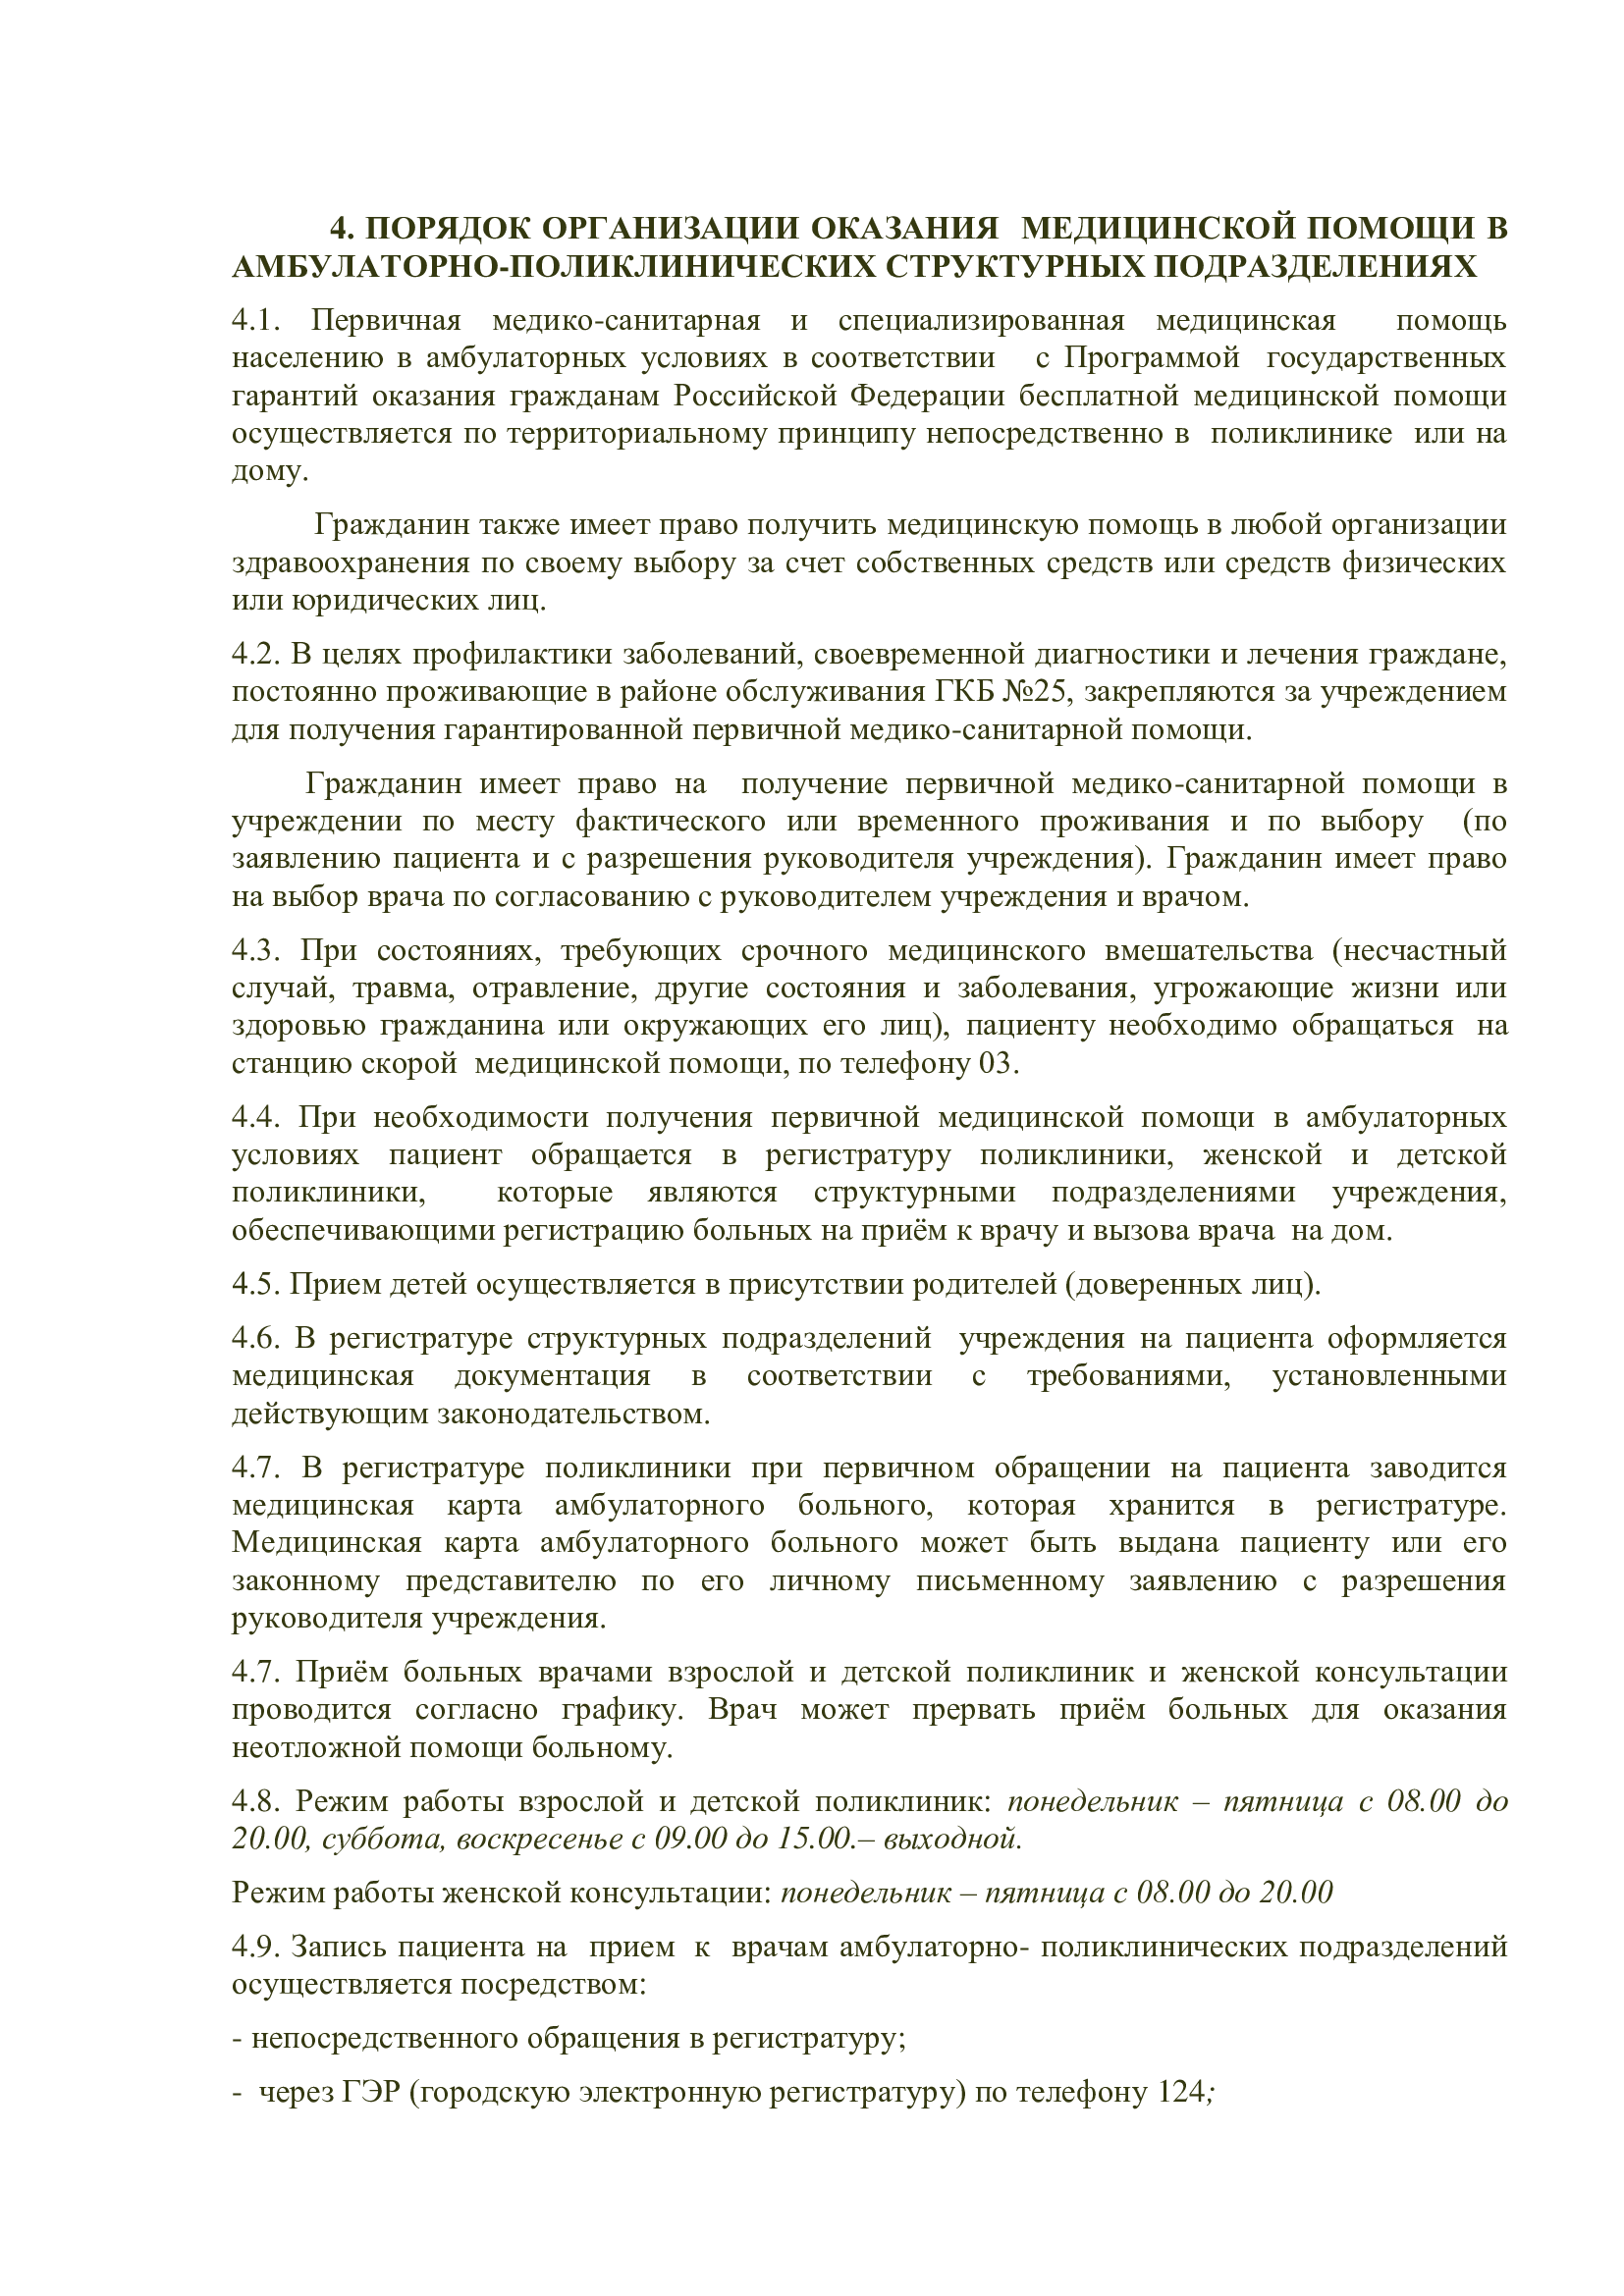 4. ПОРЯДОК ОРГАНИЗАЦИИ ОКАЗАНИЯ МЕДИЦИНСКОЙ ПОМОЩИ В
АМБУЛАТОРНО-ПОЛИКЛИНИЧЕСКИХ СТРУКТУРНЫХ ПОДРАЗДЕЛЕНИЯХ
4.1. Первичная медико-санитарная и специализированная медицинская помощь
населению в амбулаторных условиях в соответствии с Программой государственных
гарантий оказания гражданам Российской Федерации бесплатной медицинской помощи
осуществляется по территориальному принципу непосредственно в поликлинике или на
дому.
Гражданин также имеет право получить медицинскую помощь в любой организации
здравоохранения по своему выбору за счет собственных средств или средств физических
или юридических лиц.
4.2. В целях профилактики заболеваний, своевременной диагностики и лечения граждане,
постоянно проживающие в районе обслуживания ГКБ №25, закрепляются за учреждением
для получения гарантированной первичной медико-санитарной помощи.
Гражданин имеет право на получение первичной медико-санитарной помощи в
учреждении по месту фактического или временного проживания и по выбору (по
заявлению пациента и с разрешения руководителя учреждения). Гражданин имеет право
на выбор врача по согласованию с руководителем учреждения и врачом.
4.3. При состояниях, требующих срочного медицинского вмешательства (несчастный
случай, травма, отравление, другие состояния и заболевания, угрожающие жизни или
здоровью гражданина или окружающих его лиц), пациенту необходимо обращаться на
станцию скорой медицинской помощи, по телефону 03.
4.4. При необходимости получения первичной медицинской помощи в амбулаторных
условиях пациент обращается в регистратуру поликлиники, женской и детской
поликлиники, которые являются структурными подразделениями учреждения,
обеспечивающими регистрацию больных на приём к врачу и вызова врача на дом.
4.5. Прием детей осуществляется в присутствии родителей (доверенных лиц).
4.6. В регистратуре структурных подразделений учреждения на пациента оформляется
медицинская документация в соответствии с требованиями, установленными
действующим законодательством.
4.7. В регистратуре поликлиники при первичном обращении на пациента заводится
медицинская карта амбулаторного больного, которая хранится в регистратуре.
Медицинская карта амбулаторного больного может быть выдана пациенту или его
законному представителю по его личному письменному заявлению с разрешения
руководителя учреждения.
4.7. Приём больных врачами взрослой и детской поликлиник и женской консультации
проводится согласно графику. Врач может прервать приём больных для оказания
неотложной помощи больному.
4.8. Режим работы взрослой и детской поликлиник: понедельник – пятница с 08.00 до
20.00, суббота, воскресенье с 09.00 до 15.00.– выходной.
Режим работы женской консультации: понедельник – пятница с 08.00 до 20.00
4.9. Запись пациента на прием к врачам амбулаторно- поликлинических подразделений
осуществляется посредством:
- непосредственного обращения в регистратуру;
- через ГЭР (городскую электронную регистратуру) по телефону 124;